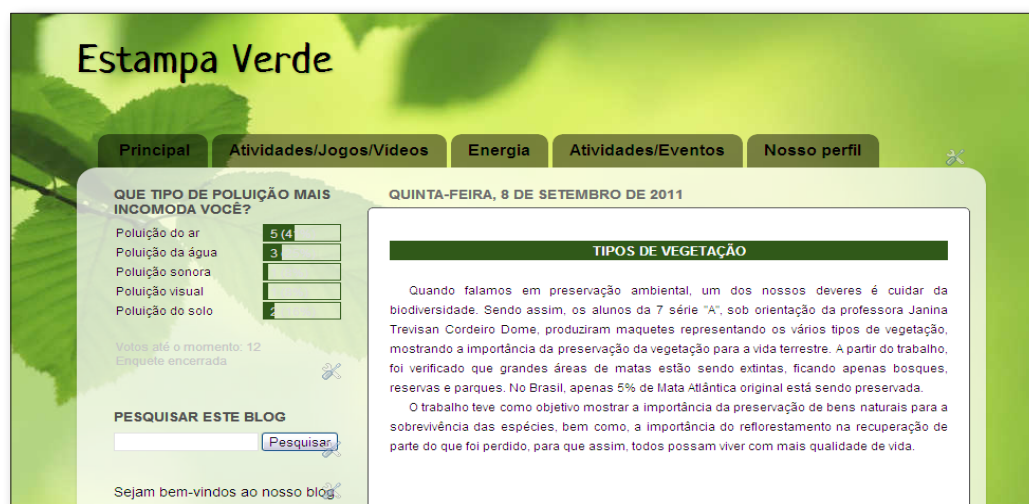 Estampa Verde
Principal
Atividades/Jogos/Videos
Energia
Atividades/Eventos
Nosso perfil
QUE TIPO DE POLUIÇÃO MAIS
INCOMODA VOCÊ?
Poluição do ar 5 (4
Poluição da água 3
Poluição sonora
Poluição visual
Poluição do solo 2
Votos até o momento: 12
Enquete encerrada
PESQUISAR ESTE BLOG
Pesquisar
Sejam bem-vindos ao nosso blog
QUINTA-FEIRA, 8 DE SETEMBRO DE 2011
TIPOS DE VEGETAÇÃO
Quando falamos em preservação ambiental, um dos nossos deveres é cuidar da
biodiversidade. Sendo assim, os alunos da 7 série "A", sob orientação da professora Janina
Trevisan Cordeiro Dome, produziram maquetes representando os vários tipos de vegetação,
mostrando a importância da preservação da vegetação para a vida terrestre. A partir do trabalho,
foi verificado que grandes áreas de matas estão sendo extintas, ficando apenas bosques,
reservas e parques. No Brasil, apenas 5% de Mata Atlântica original está sendo preservada.
O trabalho teve como objetivo mostrar a importância da preservação de bens naturais para a
sobrevivência das espécies, bem como, a importância do reflorestamento na recuperação de
parte do que foi perdido, para que assim, todos possam viver com mais qualidade de vida.